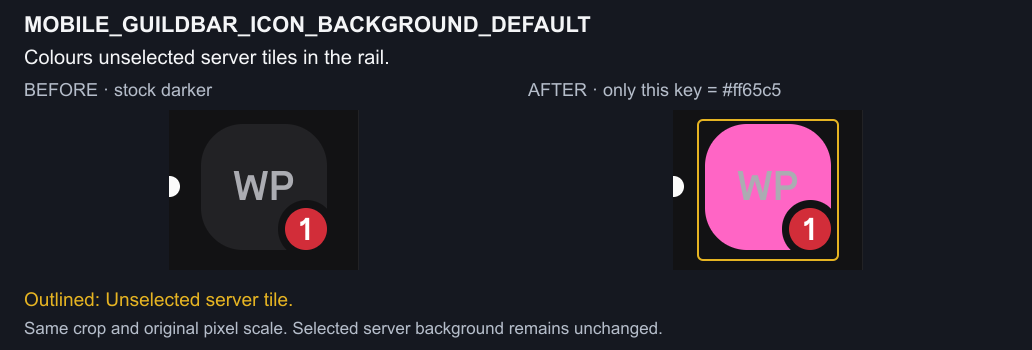 MOBILE_GUILDBAR_ICON_BACKGROUND_DEFAULT
Colours unselected server tiles in the rail.
BEFORE · stock darker
AFTER · only this key = #ff65c5
WP
1
WP
1
Outlined: Unselected server tile.
Same crop and original pixel scale. Selected server background remains unchanged.